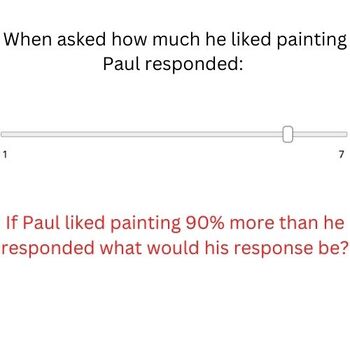 When asked how much he liked painting
Paul responded:
1 7
If Paul liked painting 90% more than he
responded what would his response be?